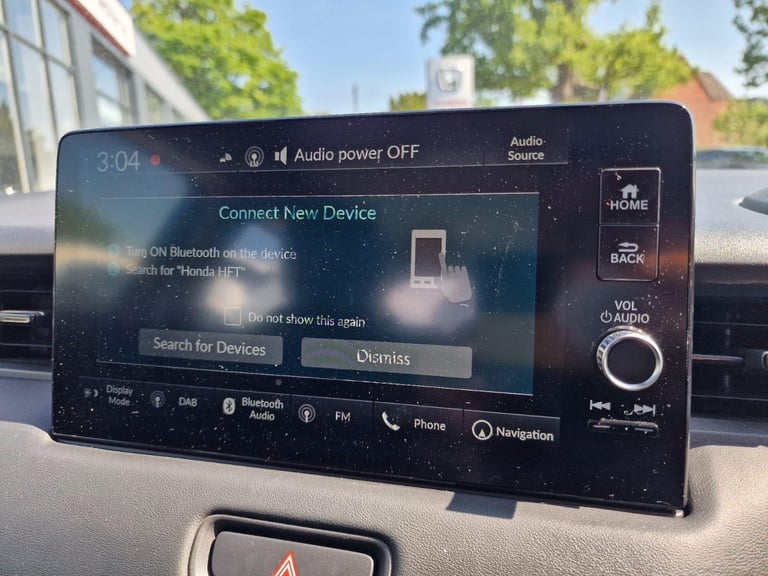 3:04
Audio power OFF
Audio
Source
Connect New Device
1 Turn ON Bluetooth on the device
2 Search for "Honda HFT"
Do not show this again
Search for Devices
Dismiss
HOME
BACK
VOL
AUDIO
Display
Mode
DAB
Bluetooth
Audio
FM
Phone
Navigation